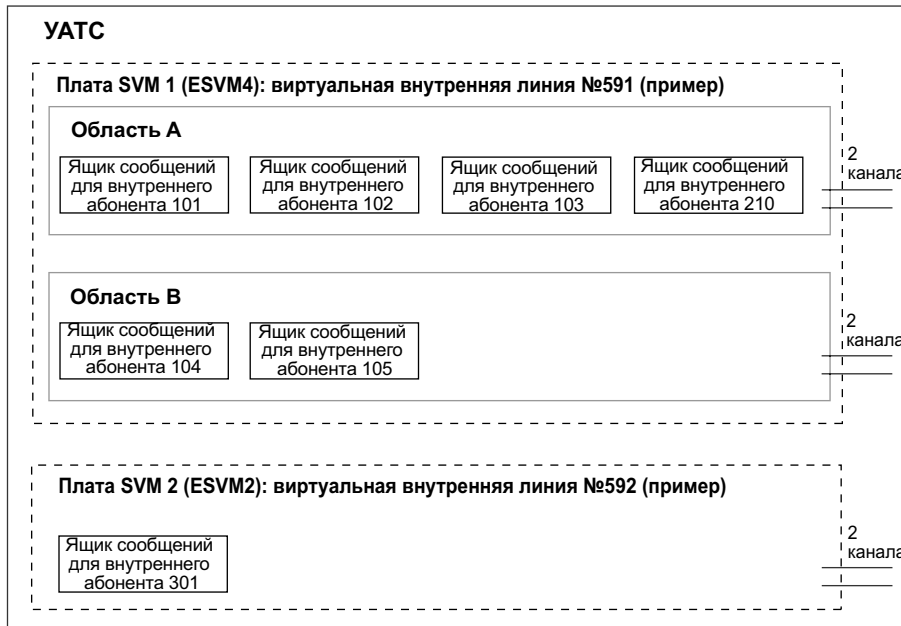 УАТС
Плата SVM 1 (ESVM4): виртуальная внутренняя линия №591 (пример)
Область A
Ящик сообщений
для внутреннего
абонента 101
Ящик сообщений
для внутреннего
абонента 102
Ящик сообщений
для внутреннего
абонента 103
Ящик сообщений
для внутреннего
абонента 210
2
канала
Область B
Ящик сообщений
для внутреннего
абонента 104
Ящик сообщений
для внутреннего
абонента 105
2
канала
Плата SVM 2 (ESVM2): виртуальная внутренняя линия №592 (пример)
Ящик сообщений
для внутреннего
абонента 301
2
канала